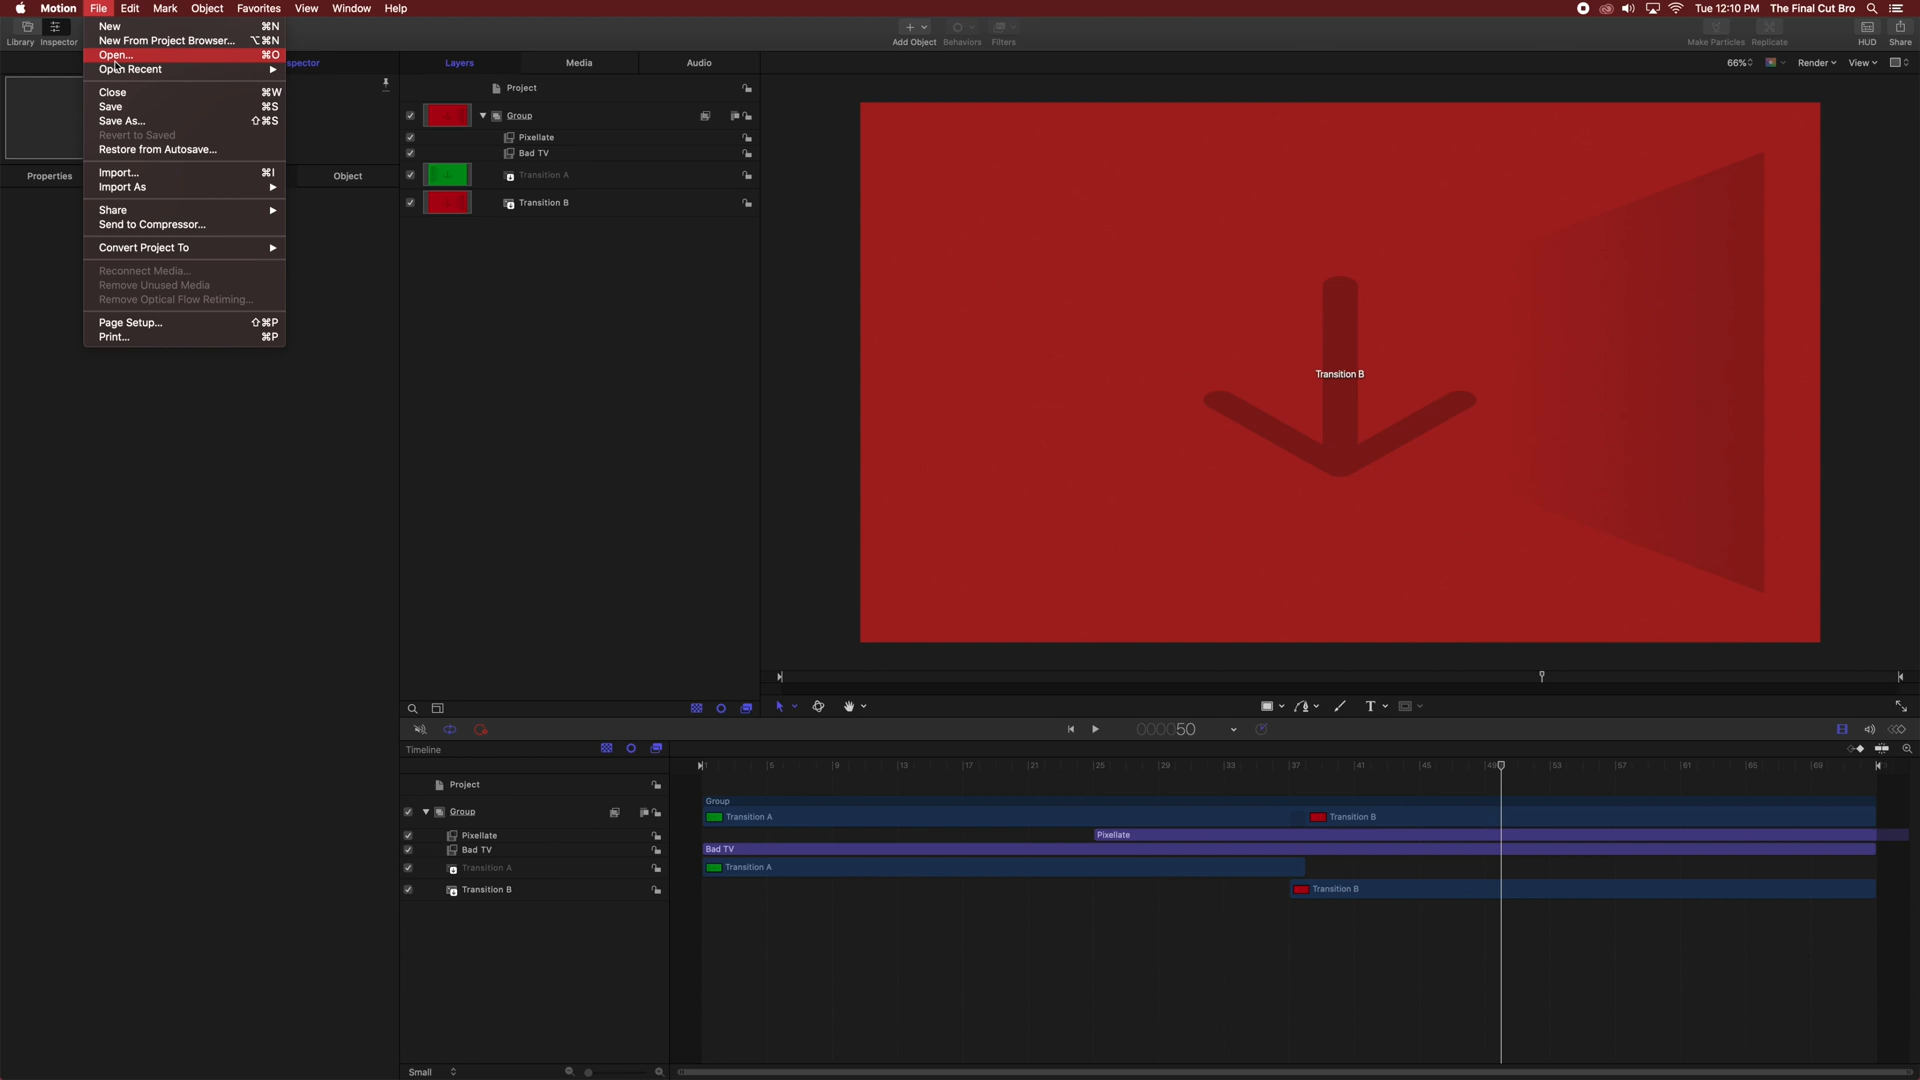 Motion File Edit Mark Object Favorites View Window Help
Tue 12:10 PM The Final Cut Bro
Library Inspector
Add Object Behaviors Filters
Make Particles Replicate
HUD Share
New ⌘N
New From Project Browser... ⌥⌘N
Open... ⌘O
Open Recent
Close ⌘W
Save ⌘S
Save As... ⇧⌘S
Revert to Saved
Restore from Autosave...
Import... ⌘I
Import As
Share
Send to Compressor...
Convert Project To
Reconnect Media...
Remove Unused Media
Remove Optical Flow Retiming...
Page Setup... ⇧⌘P
Print... ⌘P
spector
Properties
Object
Layers Media Audio
66% Render View
Project
Group
Pixellate
Bad TV
Transition A
Transition B
Transition B
000050
Timeline
1 5 9 13 17 21 25 29 33 37 41 45 49 53 57 61 65 69
Project
Group
Group
Transition A Transition B
Pixellate Pixellate
Bad TV Bad TV
Transition A Transition A
Transition B Transition B
Small